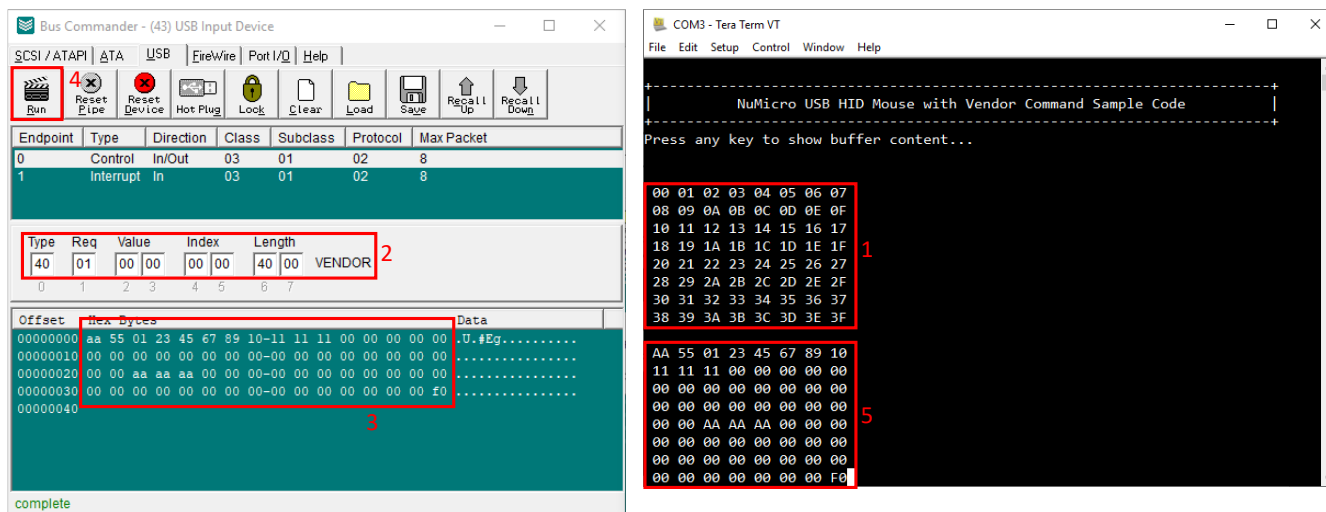 Bus Commander - (43) USB Input Device
SCSI / ATAPI ATA USB FireWire Port I/O Help
4
Run Reset Pipe Reset Device Hot Plug Lock Clear Load Save Recall Up Recall Down
Endpoint Type Direction Class Subclass Protocol Max Packet
0 Control In/Out 03 01 02 8
1 Interrupt In 03 01 02 8
Type Req Value Index Length
40 01 00 00 00 00 40 00 VENDOR 2
0 1 2 3 4 5 6 7
Offset Hex Bytes Data
00000000 aa 55 01 23 45 67 89 10-11 11 11 00 00 00 00 00 .U.#Eg..........
00000010 00 00 00 00 00 00 00 00-00 00 00 00 00 00 00 00 ................
00000020 00 00 aa aa aa 00 00 00-00 00 00 00 00 00 00 00 ................
00000030 00 00 00 00 00 00 00 00-00 00 00 00 00 00 00 f0 ................
00000040
3
complete
COM3 - Tera Term VT
File Edit Setup Control Window Help
NuMicro USB HID Mouse with Vendor Command Sample Code
Press any key to show buffer content...
00 01 02 03 04 05 06 07
08 09 0A 0B 0C 0D 0E 0F
10 11 12 13 14 15 16 17
18 19 1A 1B 1C 1D 1E 1F
20 21 22 23 24 25 26 27
28 29 2A 2B 2C 2D 2E 2F
30 31 32 33 34 35 36 37
38 39 3A 3B 3C 3D 3E 3F
1
AA 55 01 23 45 67 89 10
11 11 11 00 00 00 00 00
00 00 00 00 00 00 00 00
00 00 00 00 00 00 00 00
00 00 AA AA AA 00 00 00
00 00 00 00 00 00 00 00
00 00 00 00 00 00 00 00
00 00 00 00 00 00 00 F0
5